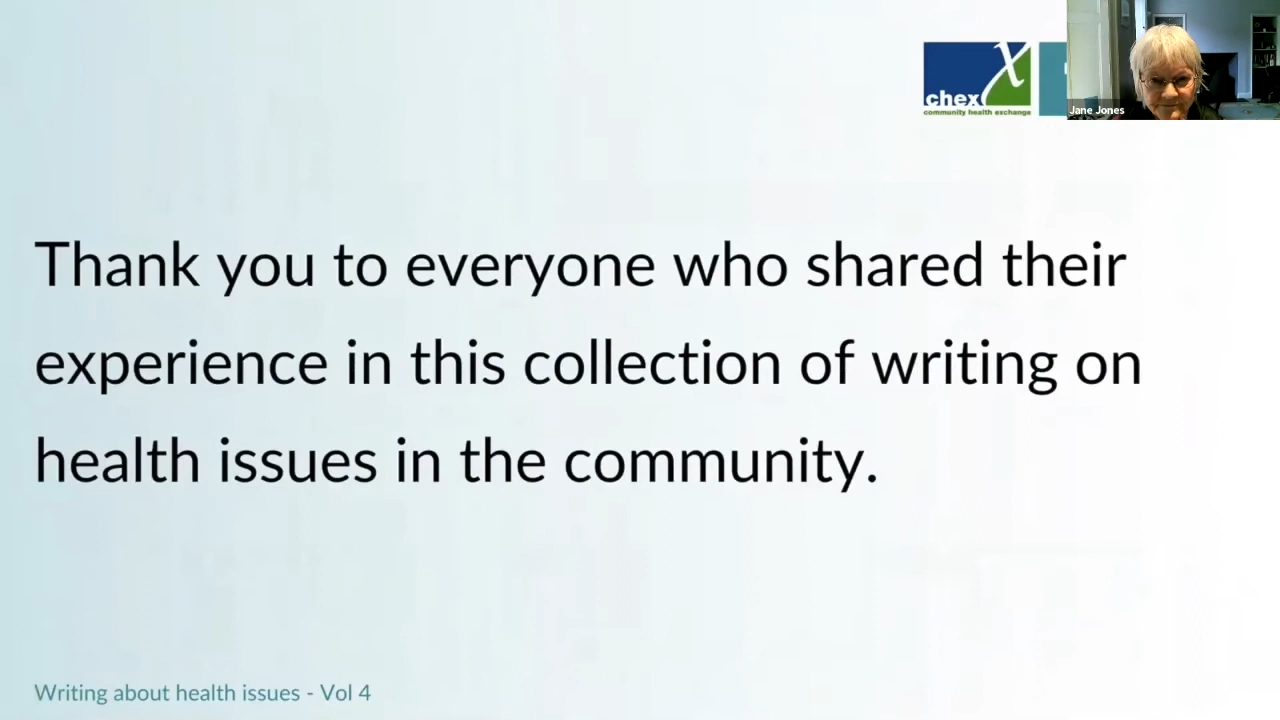 chex
community health exchange
Jane Jones
Thank you to everyone who shared their
experience in this collection of writing on
health issues in the community.
Writing about health issues - Vol 4